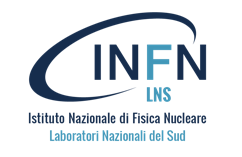 INFN
LNS
Istituto Nazionale di Fisica Nucleare
Laboratori Nazionali del Sud